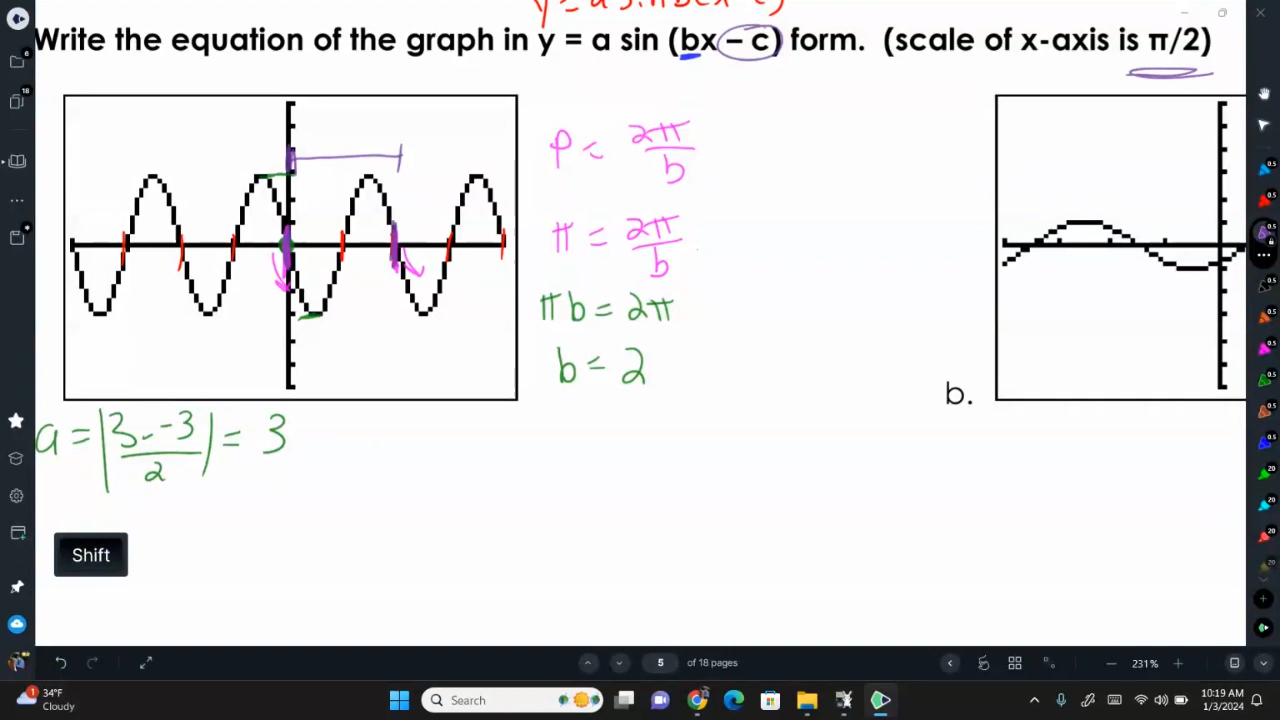 Write the equation of the graph in y = a sin (bx – c) form. (scale of x-axis is π/2)
P = 2π/b
π = 2π/b
πb = 2π
b = 2
b.
a = |3 - -3 / 2| = 3
Shift
5 of 18 pages
231%
34°F
Cloudy
Search
10:19 AM
1/3/2024